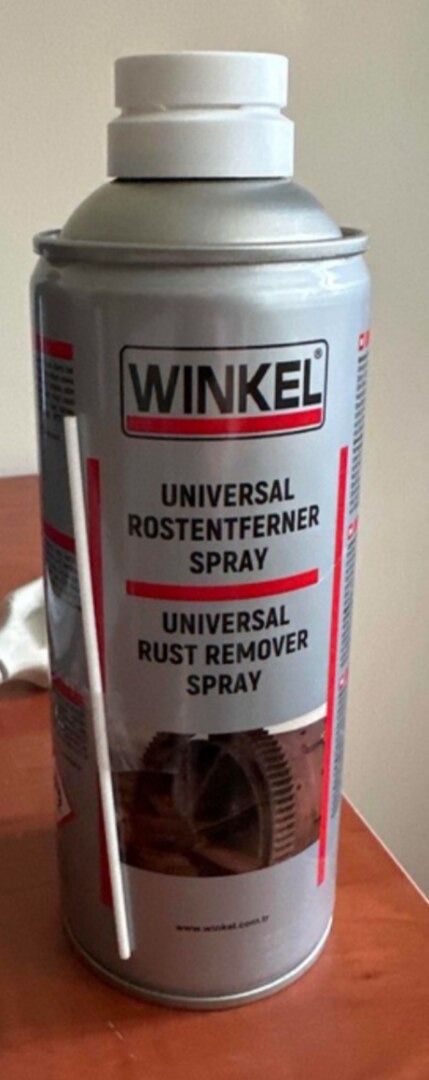 WINKEL®
UNIVERSAL
ROSTENTFERNER
SPRAY
UNIVERSAL
RUST REMOVER
SPRAY
www.winkel.com.tr